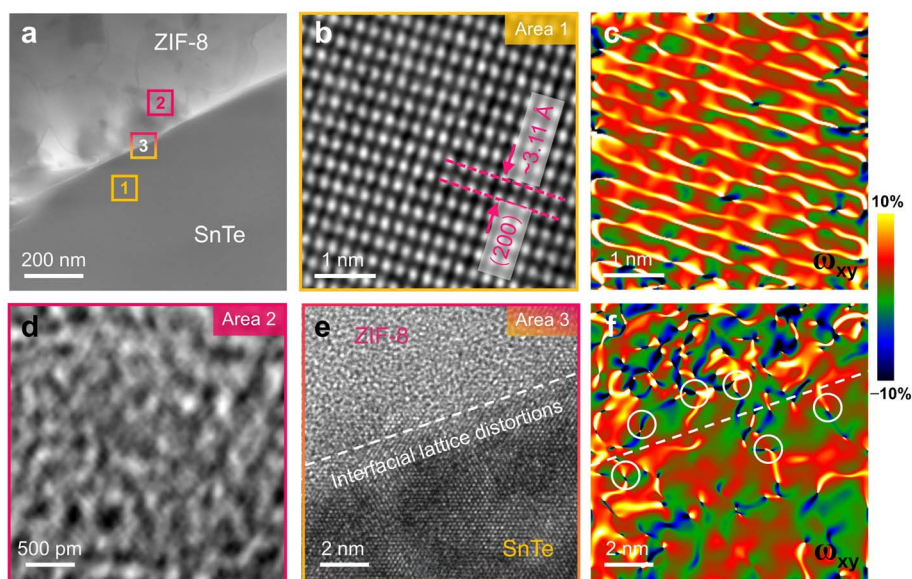 a
ZIF-8
2
3
1
SnTe
200 nm
b
Area 1
~3.11 A
(200)
1 nm
c
1 nm
ωxy
10%
−10%
d
Area 2
500 pm
e
Area 3
ZIF-8
Interfacial lattice distortions
SnTe
2 nm
f
2 nm
ωxy